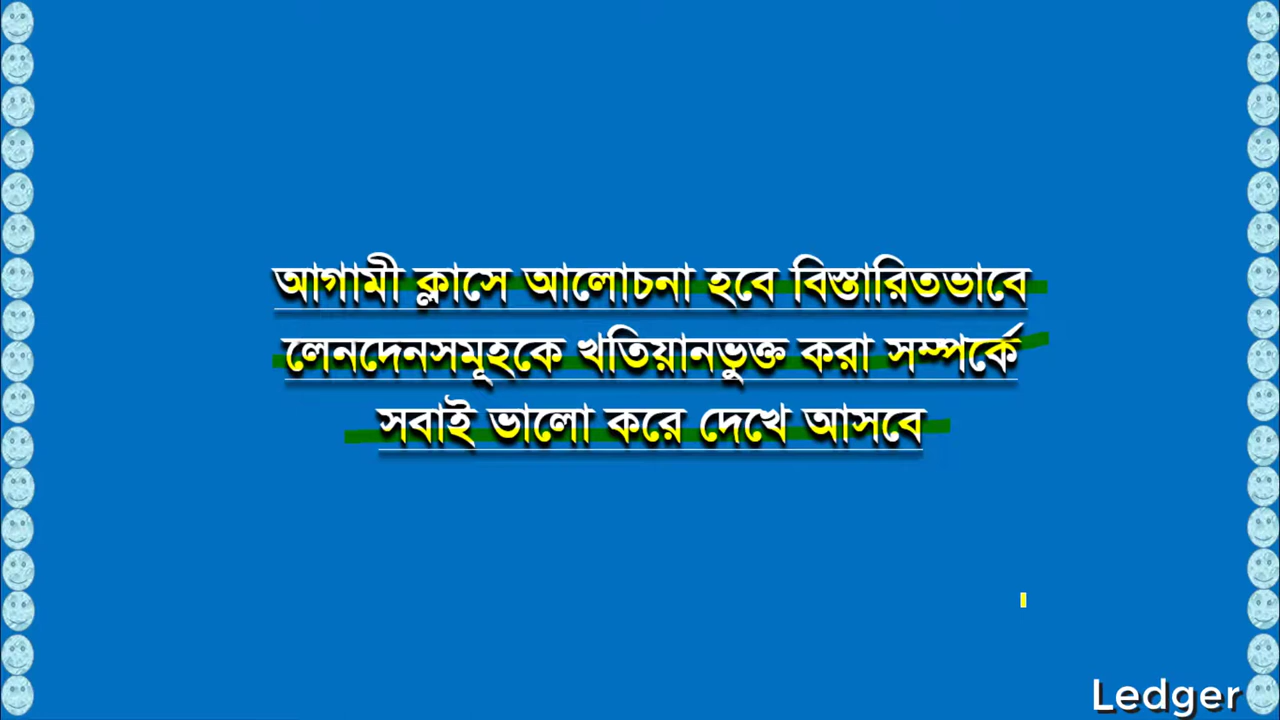 আগামী ক্লাসে আলোচনা হবে বিস্তারিতভাবে
লেনদেনসমূহকে খতিয়ানভুক্ত করা সম্পর্কে
সবাই ভালো করে দেখে আসবে
Ledger